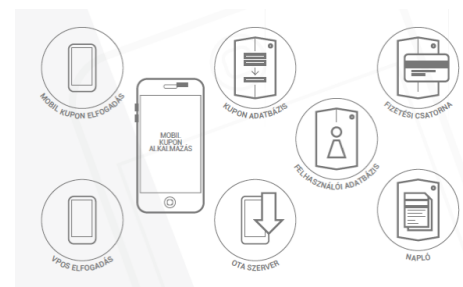 MOBIL KUPON ELFOGADÁS
MOBIL
KUPON
ALKALMAZÁS
KUPON ADATBÁZIS
FIZETÉSI CSATORNA
FELHASZNÁLÓI ADATBÁZIS
VPOS ELFOGADÁS
OTA SZERVER
NAPLÓ